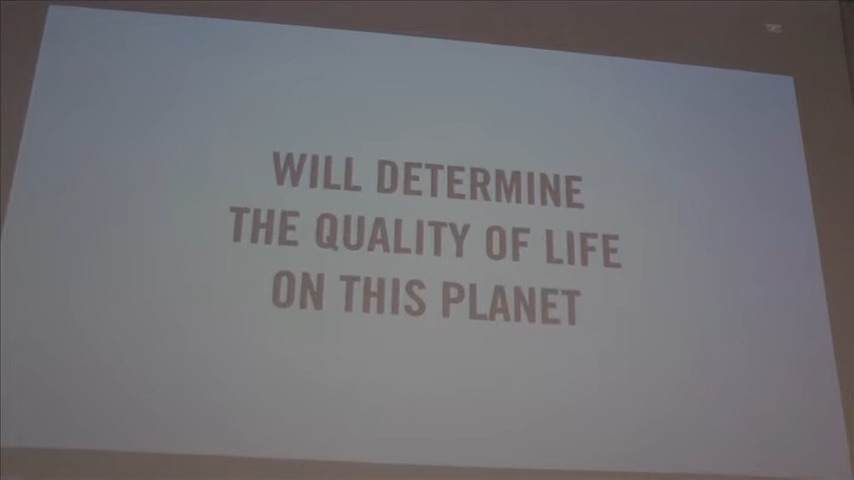 WILL DETERMINE
THE QUALITY OF LIFE
ON THIS PLANET